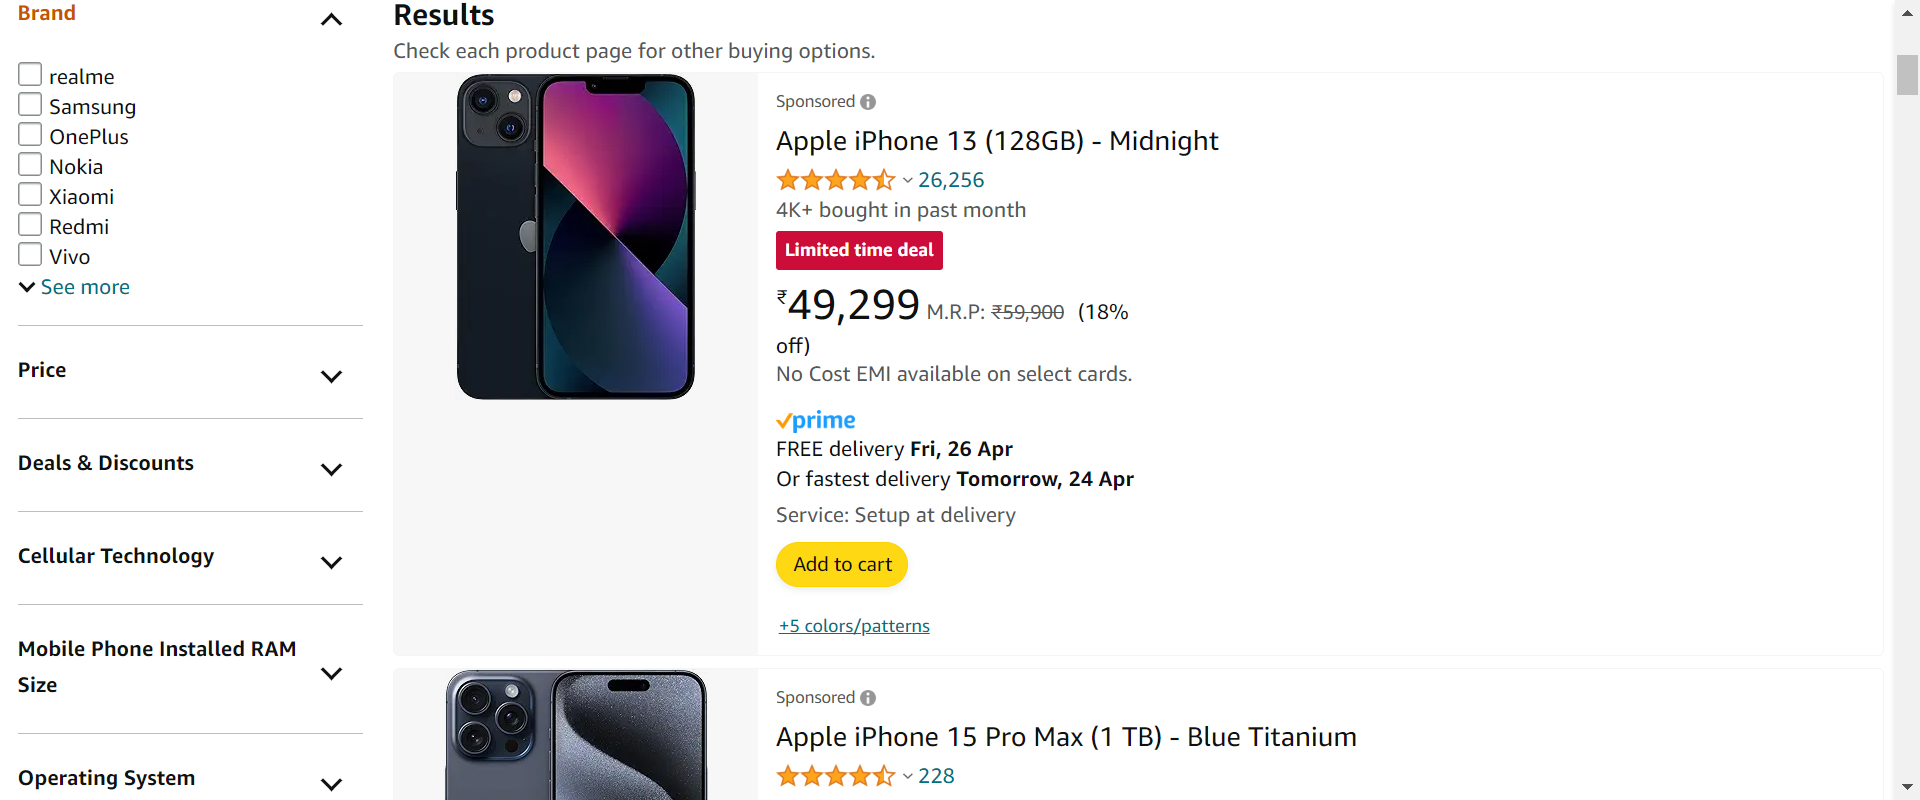 Brand
realme
Samsung
OnePlus
Nokia
Xiaomi
Redmi
Vivo
See more
Price
Deals & Discounts
Cellular Technology
Mobile Phone Installed RAM
Size
Operating System
Results
Check each product page for other buying options.
Sponsored
Apple iPhone 13 (128GB) - Midnight
26,256
4K+ bought in past month
Limited time deal
₹49,299 M.R.P: ₹59,900 (18%
off)
No Cost EMI available on select cards.
prime
FREE delivery Fri, 26 Apr
Or fastest delivery Tomorrow, 24 Apr
Service: Setup at delivery
Add to cart
+5 colors/patterns
Sponsored
Apple iPhone 15 Pro Max (1 TB) - Blue Titanium
228